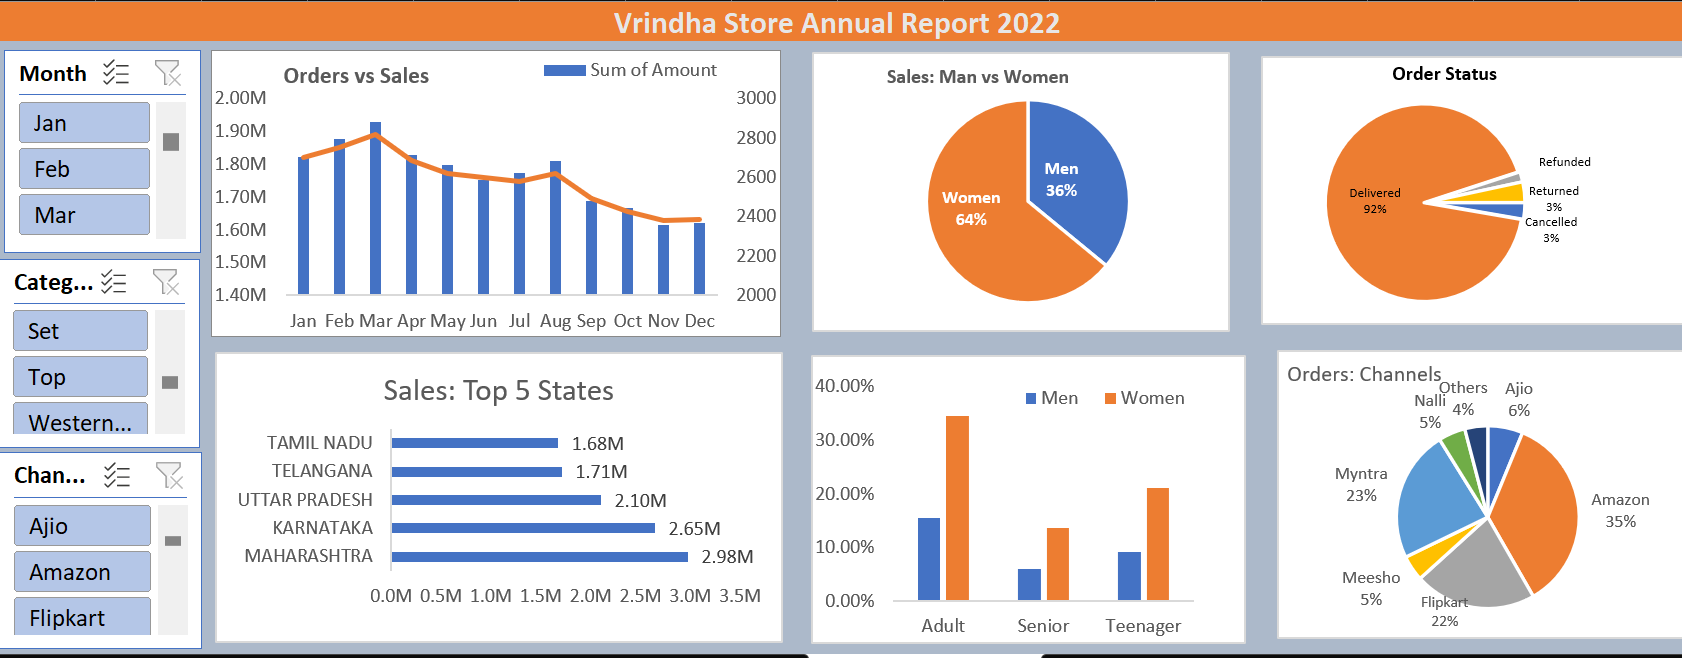 Vrindha Store Annual Report 2022
Month
Jan
Feb
Mar
Categ...
Set
Top
Western...
Chan...
Ajio
Amazon
Flipkart
Orders vs Sales
Sum of Amount
2.00M
1.90M
1.80M
1.70M
1.60M
1.50M
1.40M
3000
2800
2600
2400
2200
2000
Jan Feb Mar Apr May Jun Jul Aug Sep Oct Nov Dec
Sales: Man vs Women
Men
36%
Women
64%
Order Status
Refunded
Delivered
92%
Returned
3%
Cancelled
3%
Sales: Top 5 States
TAMIL NADU 1.68M
TELANGANA 1.71M
UTTAR PRADESH 2.10M
KARNATAKA 2.65M
MAHARASHTRA 2.98M
0.0M 0.5M 1.0M 1.5M 2.0M 2.5M 3.0M 3.5M
Men Women
40.00%
30.00%
20.00%
10.00%
0.00%
Adult Senior Teenager
Orders: Channels
Others
4%
Ajio
6%
Nalli
5%
Myntra
23%
Amazon
35%
Meesho
5%
Flipkart
22%